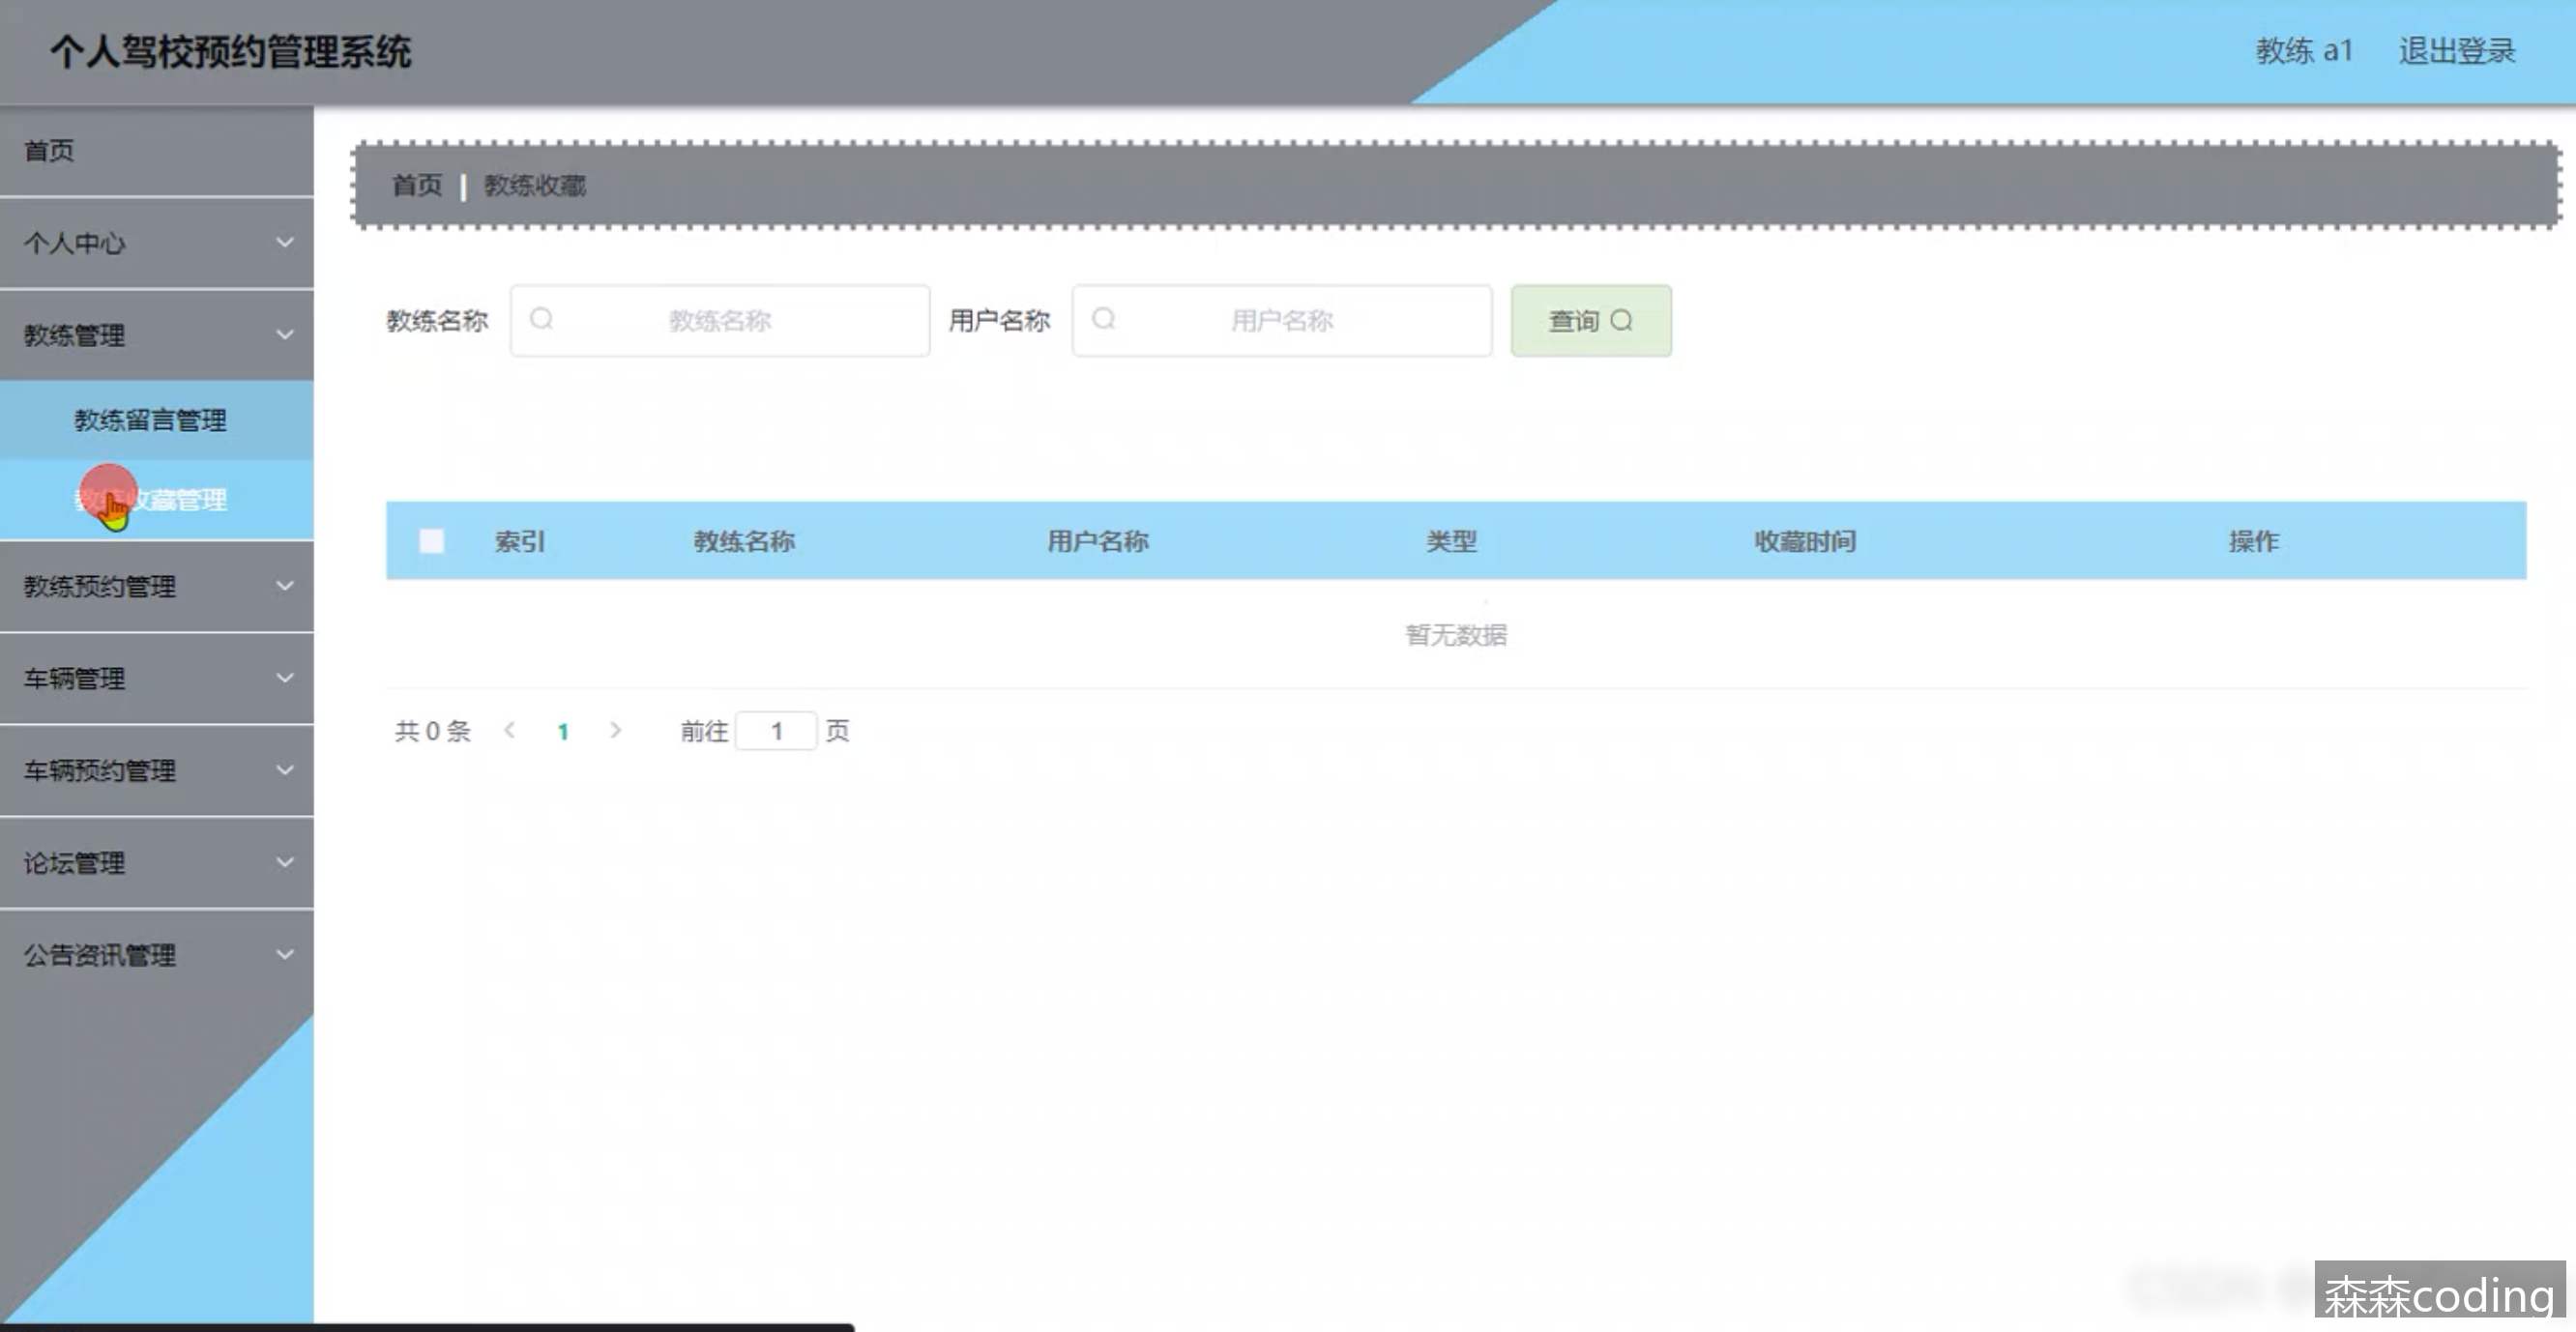 个人驾校预约管理系统
教练 a1 退出登录
首页
个人中心
教练管理
教练留言管理
教练收藏管理
教练预约管理
车辆管理
车辆预约管理
论坛管理
公告资讯管理
首页 | 教练收藏
教练名称 教练名称 用户名称 用户名称 查询
索引 教练名称 用户名称 类型 收藏时间 操作
暂无数据
共 0 条 1 前往 1 页
森森coding